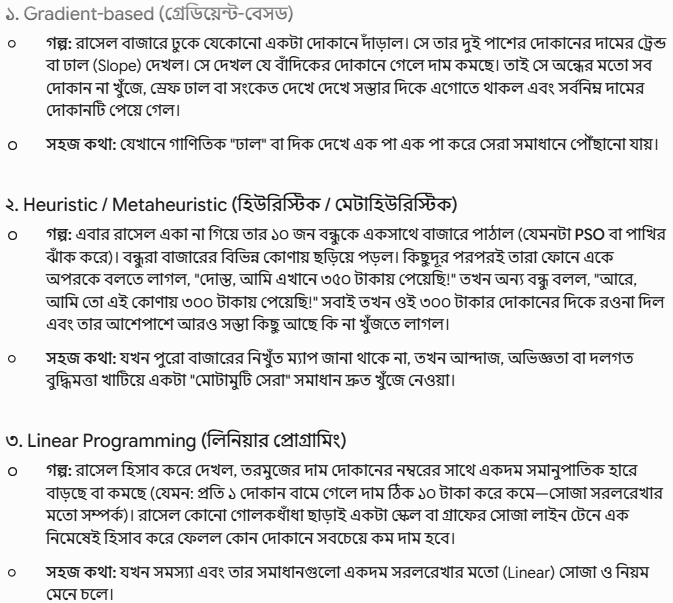 ১. Gradient-based (গ্রেডিয়েন্ট-বেসড)
০ গল্প: রাসেল বাজারে ঢুকে যেকোনো একটা দোকানে দাঁড়াল। সে তার দুই পাশের দোকানের দামের ট্রেন্ড
বা ঢাল (Slope) দেখল। সে দেখল যে বাঁদিকের দোকানে গেলে দাম কমছে। তাই সে অন্ধের মতো সব
দোকান না খুঁজে, স্রেফ ঢাল বা সংকেত দেখে দেখে সস্তার দিকে এগোতে থাকল এবং সর্বনিম্ন দামের
দোকানটি পেয়ে গেল।
০ সহজ কথা: যেখানে গাণিতিক "ঢাল" বা দিক দেখে এক পা এক পা করে সেরা সমাধানে পৌঁছানো যায়।
২. Heuristic / Metaheuristic (হিউরিস্টিক / মেটাহিউরিস্টিক)
০ গল্প: এবার রাসেল একা না গিয়ে তার ১০ জন বন্ধুকে একসাথে বাজারে পাঠাল (যেমনটা PSO বা পাখির
ঝাঁক করে)। বন্ধুরা বাজারের বিভিন্ন কোণায় ছড়িয়ে পড়ল। কিছুদূর পরপরই তারা ফোনে একে
অপরকে বলতে লাগল, "দোস্ত, আমি এখানে ৩৫০ টাকায় পেয়েছি!" তখন অন্য বন্ধু বলল, "আরে,
আমি তো এই কোণায় ৩০০ টাকায় পেয়েছি!" সবাই তখন ওই ৩০০ টাকার দোকানের দিকে রওনা দিল
এবং তার আশেপাশে আরও সস্তা কিছু আছে কি না খুঁজতে লাগল।
০ সহজ কথা: যখন পুরো বাজারের নিখুঁত ম্যাপ জানা থাকে না, তখন আন্দাজ, অভিজ্ঞতা বা দলগত
বুদ্ধিমত্তা খাটিয়ে একটা "মোটামুটি সেরা" সমাধান দ্রুত খুঁজে নেওয়া।
৩. Linear Programming (লিনিয়ার প্রোগ্রামিং)
০ গল্প: রাসেল হিসাব করে দেখল, তরমুজের দাম দোকানের নম্বরের সাথে একদম সমানুপাতিক হারে
বাড়ছে বা কমছে (যেমন: প্রতি ১ দোকান বামে গেলে দাম ঠিক ১০ টাকা করে কমে—সোজা সরলরেখার
মতো সম্পর্ক)। রাসেল কোনো গোলকধাঁধা ছাড়াই একটা স্কেল বা গ্রাফের সোজা লাইন টেনে এক
নিমেষেই হিসাব করে ফেলল কোন দোকানে সবচেয়ে কম দাম হবে।
০ সহজ কথা: যখন সমস্যা এবং তার সমাধানগুলো একদম সরলরেখার মতো (Linear) সোজা ও নিয়ম
মেনে চলে।